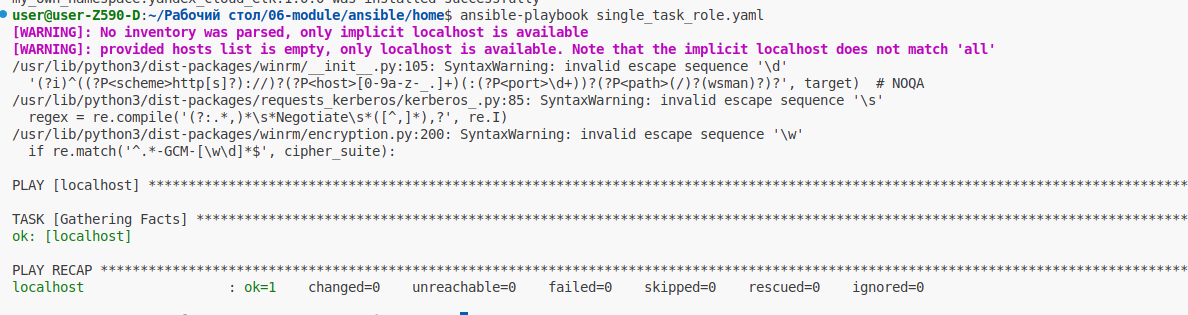 my_own_namespace.yandex_cloud_elk:1.0.0 was installed successfully
user@user-Z590-D:~/Рабочий стол/06-module/ansible/home$ ansible-playbook single_task_role.yaml
[WARNING]: No inventory was parsed, only implicit localhost is available
[WARNING]: provided hosts list is empty, only localhost is available. Note that the implicit localhost does not match 'all'
/usr/lib/python3/dist-packages/winrm/__init__.py:105: SyntaxWarning: invalid escape sequence '\d'
  '(?i)^((?P<scheme>http[s]?)://)?(?P<host>[0-9a-z-_.]+)(:(?P<port>\d+))?(?P<path>(/)?(wsman)?)?', target)  # NOQA
/usr/lib/python3/dist-packages/requests_kerberos/kerberos_.py:85: SyntaxWarning: invalid escape sequence '\s'
  regex = re.compile('(?:.*,)*\s*Negotiate\s*([^,]*),?', re.I)
/usr/lib/python3/dist-packages/winrm/encryption.py:200: SyntaxWarning: invalid escape sequence '\w'
  if re.match('^.*-GCM-[\w\d]*$', cipher_suite):
PLAY [localhost] ************************************************************************************************************************************
TASK [Gathering Facts] ******************************************************************************************************************************
ok: [localhost]
PLAY RECAP ******************************************************************************************************************************************
localhost                  : ok=1    changed=0    unreachable=0    failed=0    skipped=0    rescued=0    ignored=0